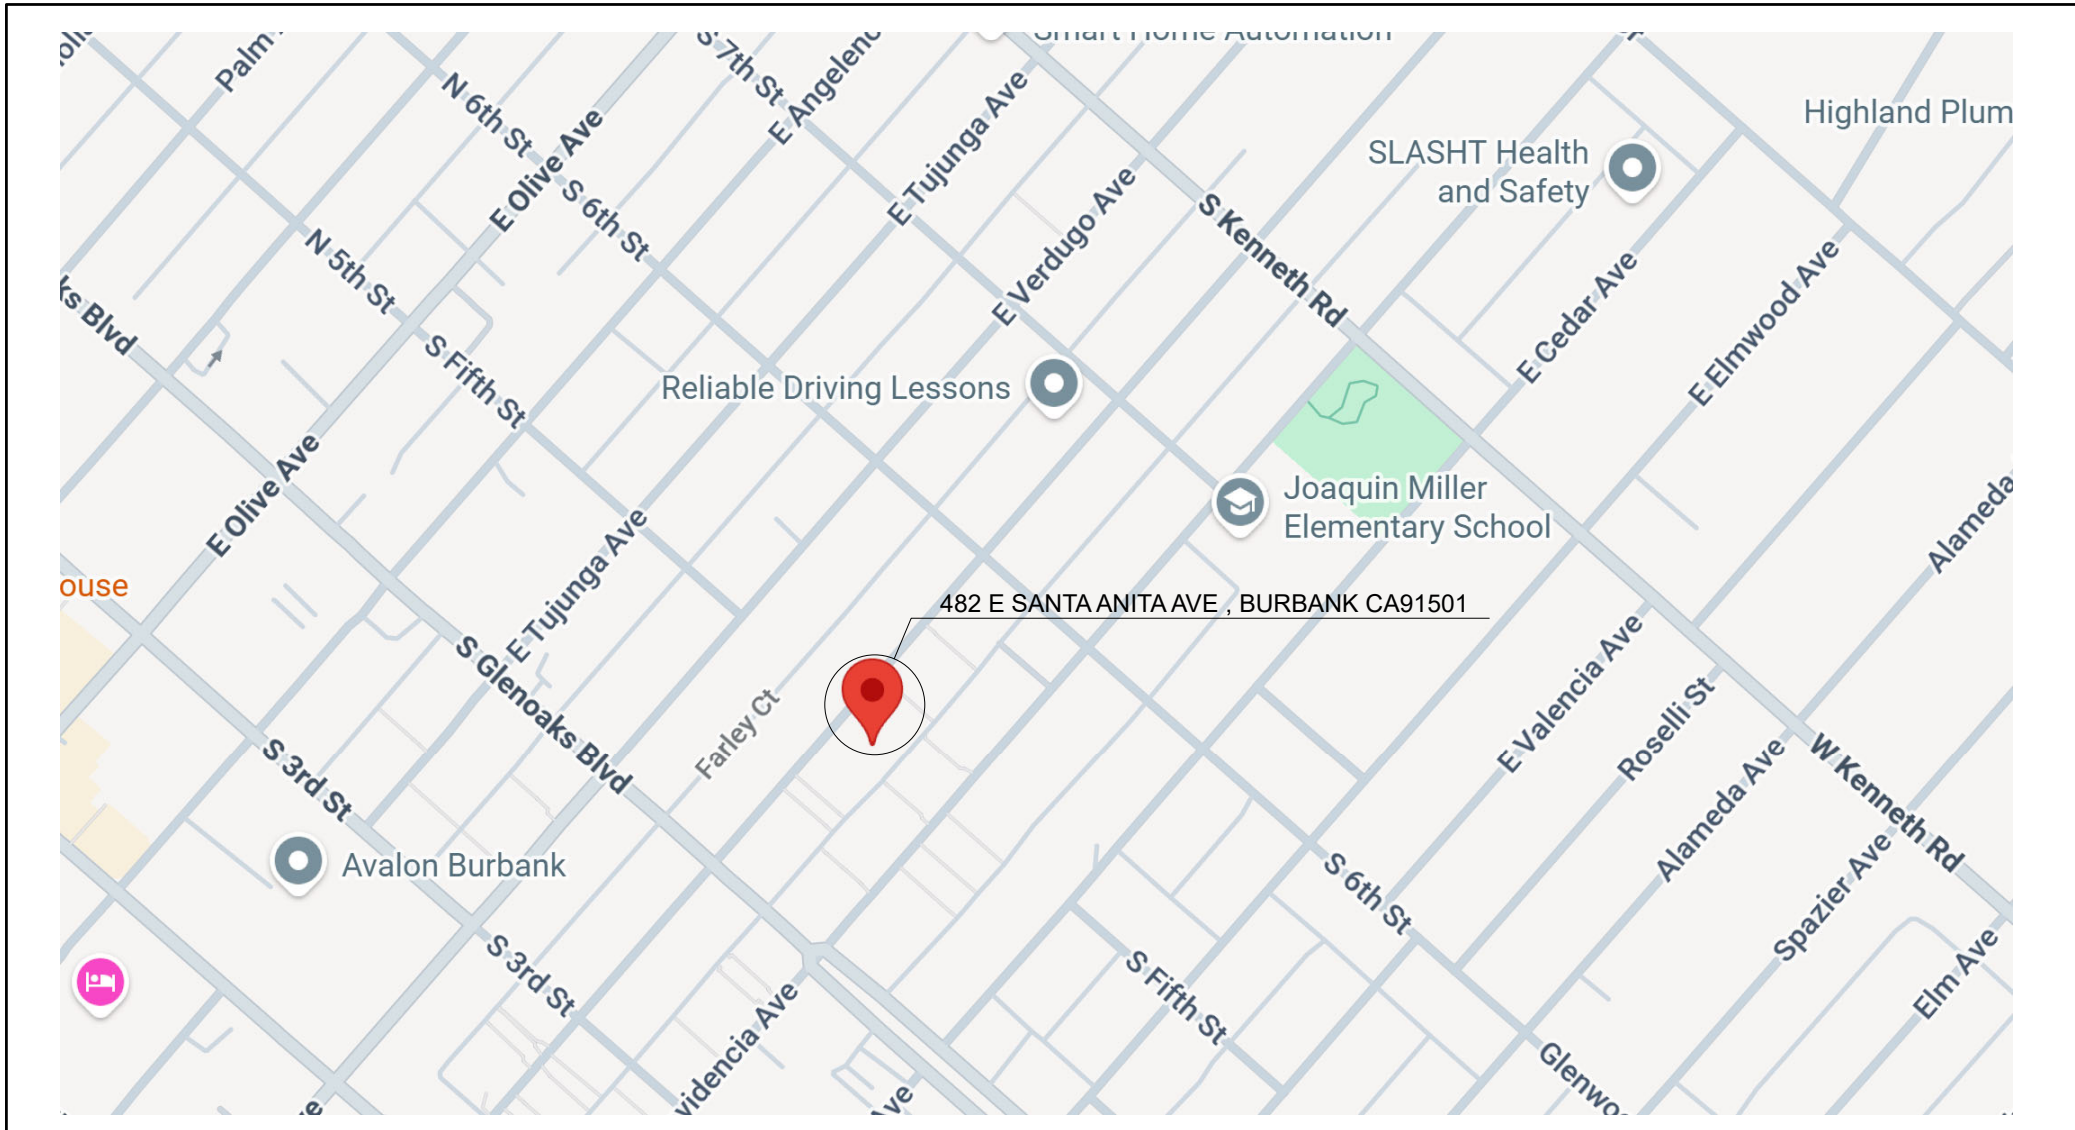 Smart Home Automation
Palm
N 6th St
E Olive Ave
S 7th St
E Angeleno
E Tujunga Ave
Highland Plum
SLASHT Health
and Safety
S 6th St
E Verdugo Ave
S Kenneth Rd
N 5th St
ks Blvd
S Fifth St
E Cedar Ave
E Elmwood Ave
Reliable Driving Lessons
E Olive Ave
Joaquin Miller
Elementary School
Alameda
E Tujunga Ave
ouse
482 E SANTA ANITA AVE , BURBANK CA91501
S Glenoaks Blvd
Farley Ct
E Valencia Ave
Roselli St
Alameda Ave
W Kenneth Rd
S 3rd St
Avalon Burbank
S 6th St
Spazier Ave
Elm Ave
S 3rd St
S Fifth St
videncia Ave
Glenwo
Ave